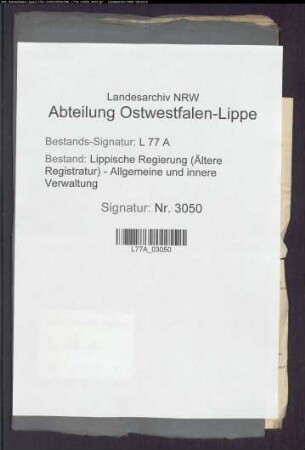 Landesarchiv NRW
Abteilung Ostwestfalen-Lippe
Bestands-Signatur: L 77 A
Bestand: Lippische Regierung (Ältere
Registratur) - Allgemeine und innere
Verwaltung
Signatur: Nr. 3050
L77A_03050